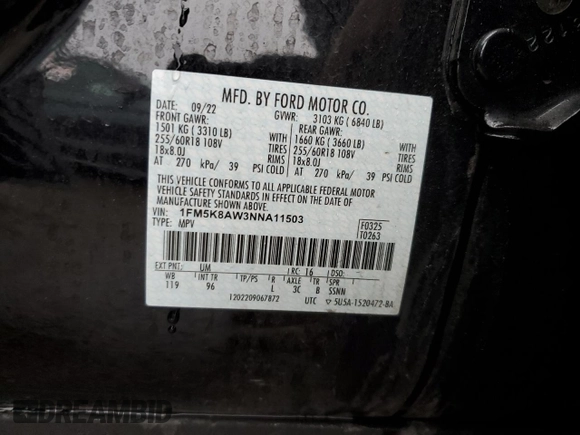 MFD. BY FORD MOTOR CO.
DATE: 09/22 GVWR: 3103 KG ( 6840 LB)
FRONT GAWR: REAR GAWR:
1501 KG ( 3310 LB) 1660 KG ( 3660 LB)
255/60R18 108V TIRES 255/60R18 108V TIRES
18x8.0J RIMS 18x8.0J RIMS
AT 270 kPa/ 39 PSI COLD AT 270 kPa/ 39 PSI COLD
THIS VEHICLE CONFORMS TO ALL APPLICABLE FEDERAL MOTOR
VEHICLE SAFETY STANDARDS IN EFFECT ON THE DATE OF
MANUFACTURE SHOWN ABOVE.
VIN: 1FM5K8AW3NNA11503
TYPE: MPV
F0325
T0263
EXT PNT: UM RC: 16 DSO:
WB INT TR TP/PS R AXLE TR SPR
119 96 L 3C B SSNN
1202209067872 UTC ▽ 5U5A-1520472-BA
DREAMBID